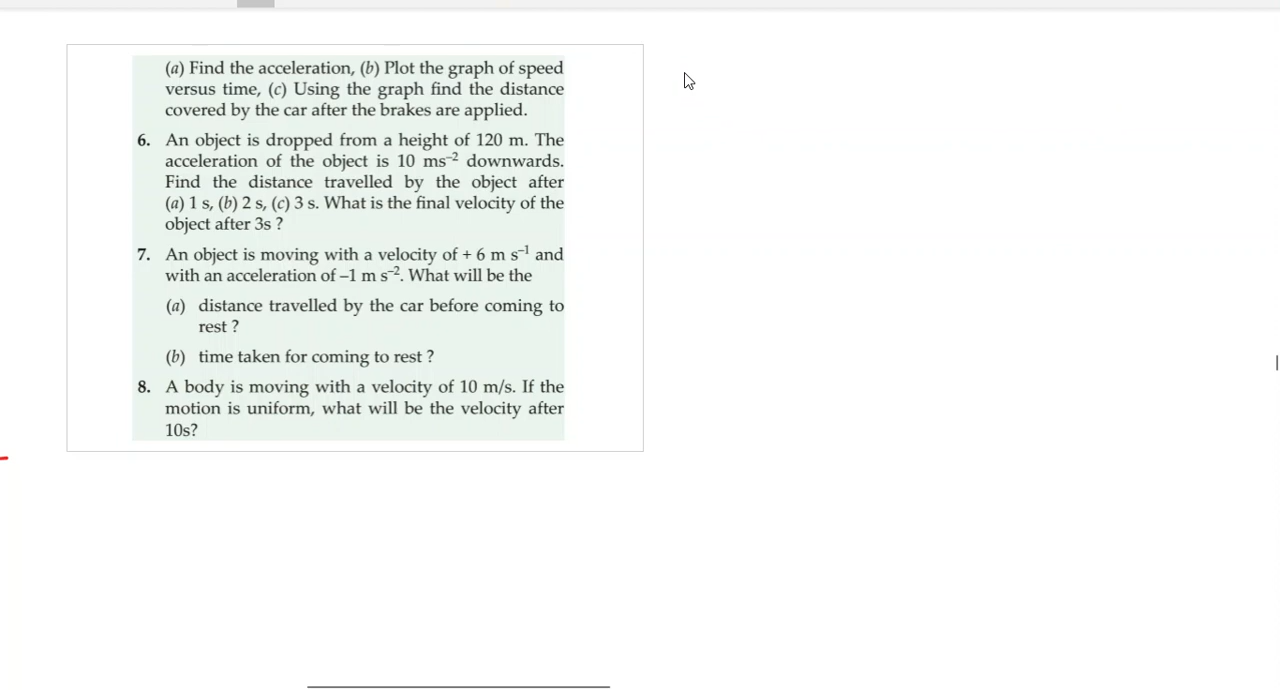 (a) Find the acceleration, (b) Plot the graph of speed
versus time, (c) Using the graph find the distance
covered by the car after the brakes are applied.
6. An object is dropped from a height of 120 m. The
acceleration of the object is 10 ms⁻² downwards.
Find the distance travelled by the object after
(a) 1 s, (b) 2 s, (c) 3 s. What is the final velocity of the
object after 3s ?
7. An object is moving with a velocity of + 6 m s⁻¹ and
with an acceleration of –1 m s⁻². What will be the
(a) distance travelled by the car before coming to
rest ?
(b) time taken for coming to rest ?
8. A body is moving with a velocity of 10 m/s. If the
motion is uniform, what will be the velocity after
10s?